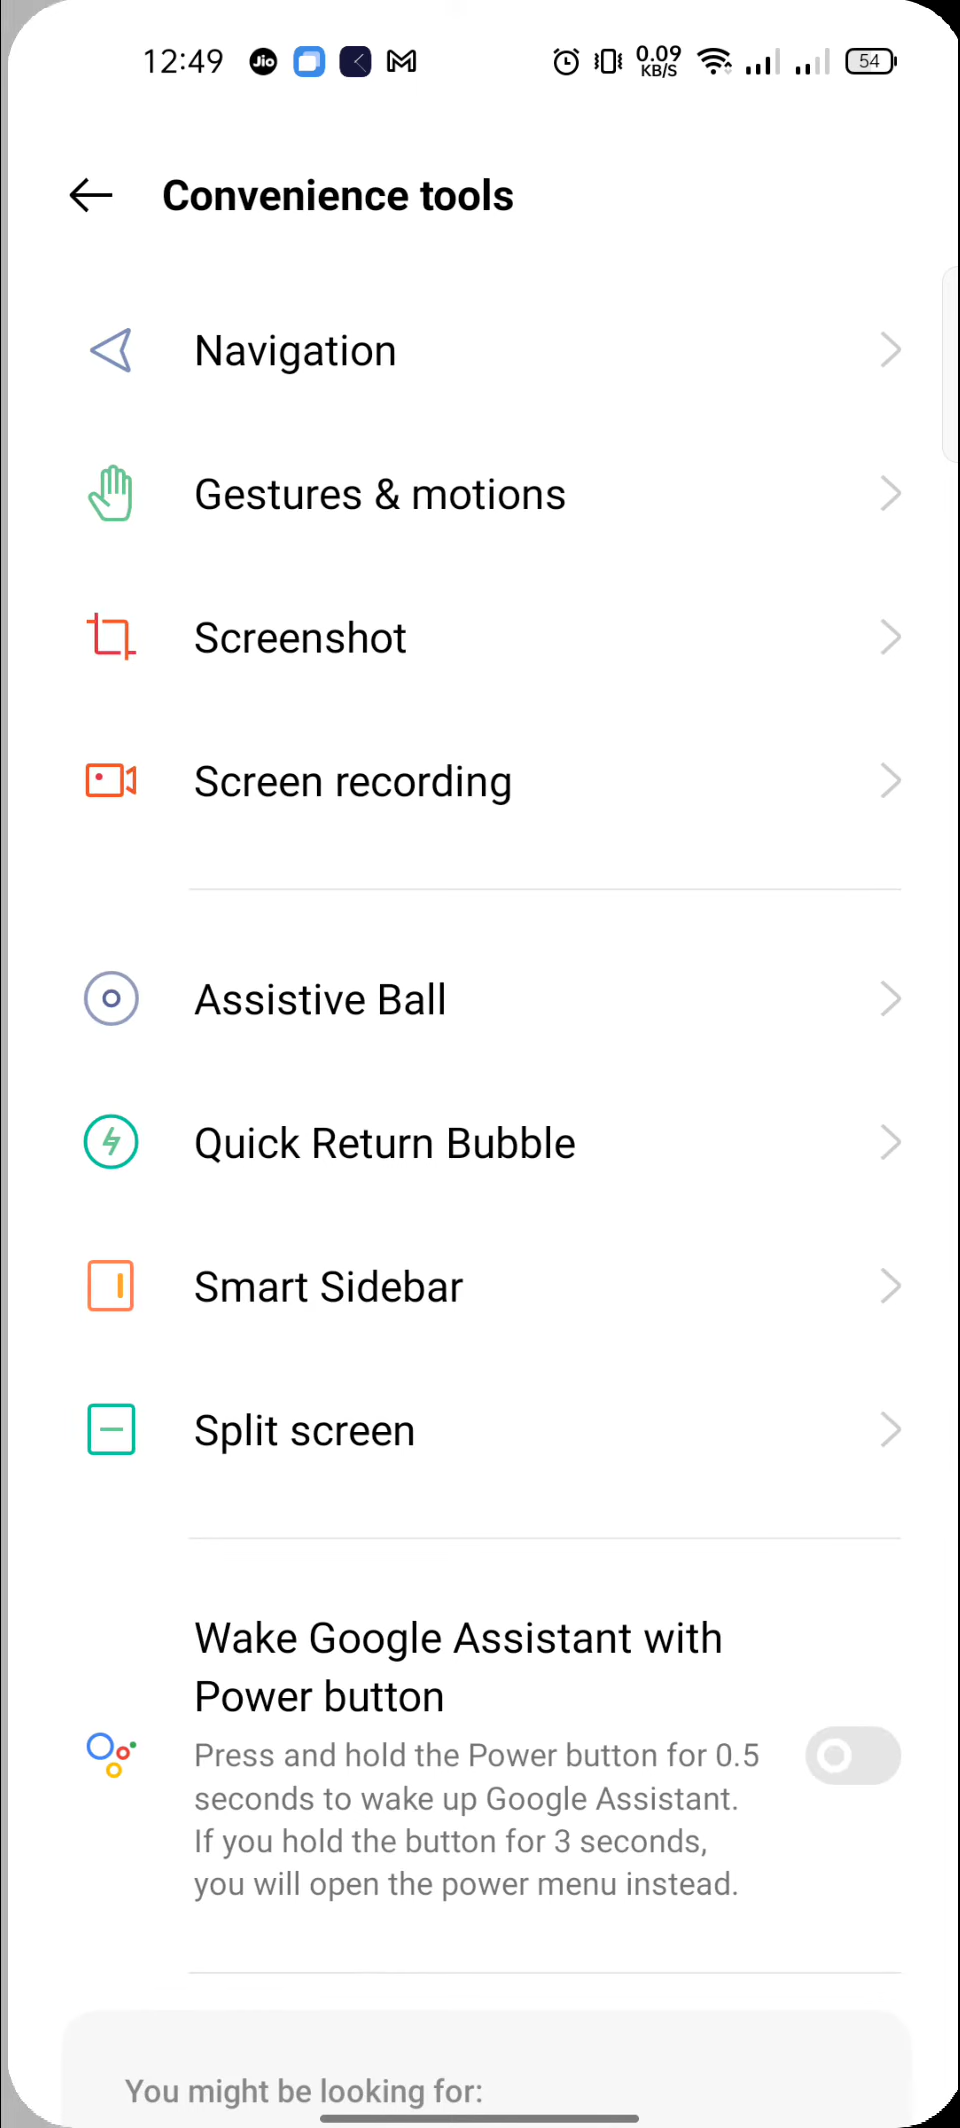 12:49 Jio 0.09 KB/S 54
Convenience tools
Navigation
Gestures & motions
Screenshot
Screen recording
Assistive Ball
Quick Return Bubble
Smart Sidebar
Split screen
Wake Google Assistant with
Power button
Press and hold the Power button for 0.5
seconds to wake up Google Assistant.
If you hold the button for 3 seconds,
you will open the power menu instead.
You might be looking for: